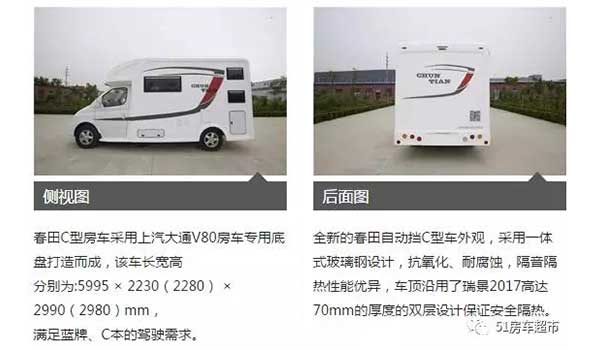 CHUN TIAN
CHUN
TIAN
侧视图
春田C型房车采用上汽大通V80房车专用底
盘打造而成，该车长宽高
分别为:5995 × 2230（2280） ×
2990（2980）mm，
满足蓝牌、C本的驾驶需求。
后面图
全新的春田自动挡C型车外观，采用一体
式玻璃钢设计，抗氧化、耐腐蚀，隔音隔
热性能优异，车顶沿用了瑞景2017高达
70mm的厚度的双层设计保证安全隔热。
51房车超市